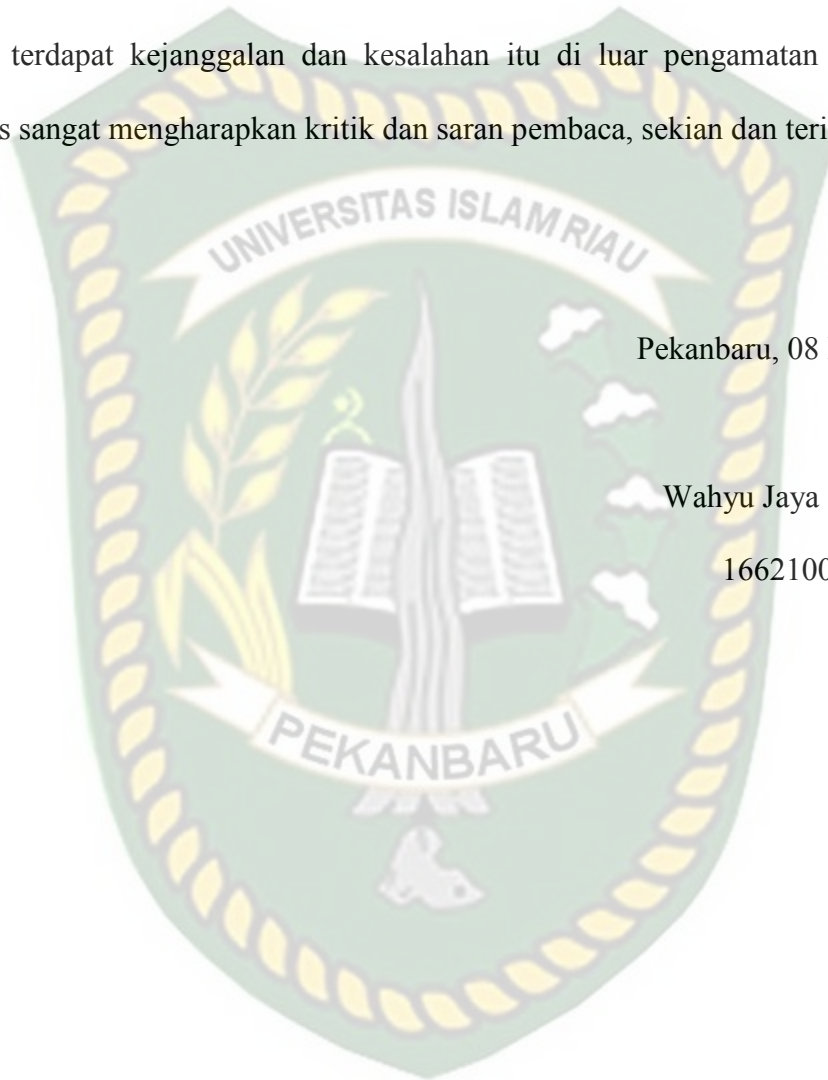 terdapat kejanggalan dan kesalahan itu di luar pengamatan
s sangat mengharapkan kritik dan saran pembaca, sekian dan teri
UNIVERSITAS ISLAM RIAU
Pekanbaru, 08
Wahyu Jaya
1662100
PEKANBARU